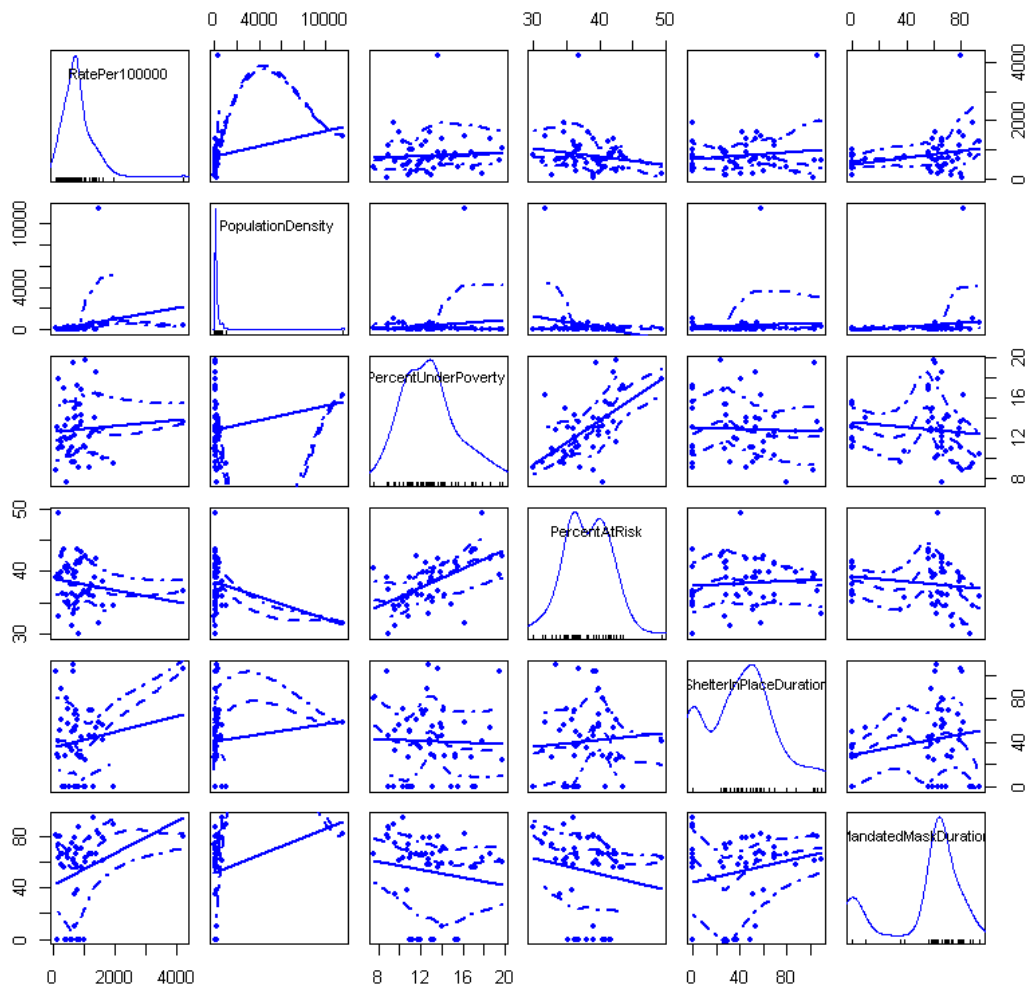 0 4000 10000
30 40 50
0 40 80
RatePer100000
0 1000 2000 4000
PopulationDensity
0 4000 10000
PercentUnderPoverty
8 12 16 20
PercentAtRisk
30 40 50
ShelterInPlaceDuration
0 40 80
MandatedMaskDuration
0 40 80
0 2000 4000
8 12 16 20
0 40 80